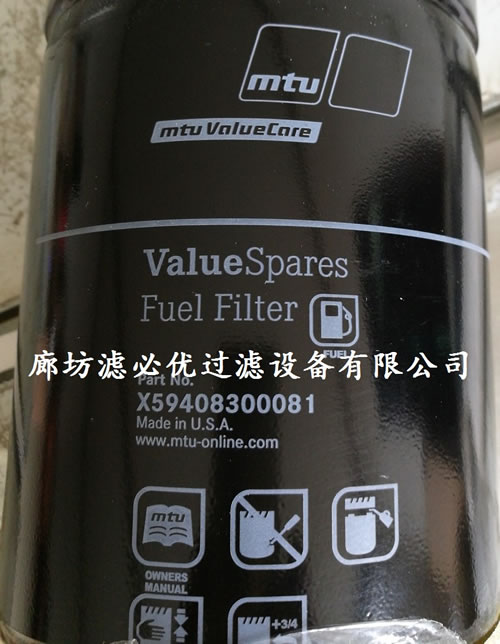 mtu
mtu ValueCare
ValueSpares
Fuel Filter
FUEL
廊坊滤必优过滤设备有限公司
Part No.
X59408300081
Made in U.S.A.
www.mtu-online.com
mtu
OWNERS
MANUAL
+3/4